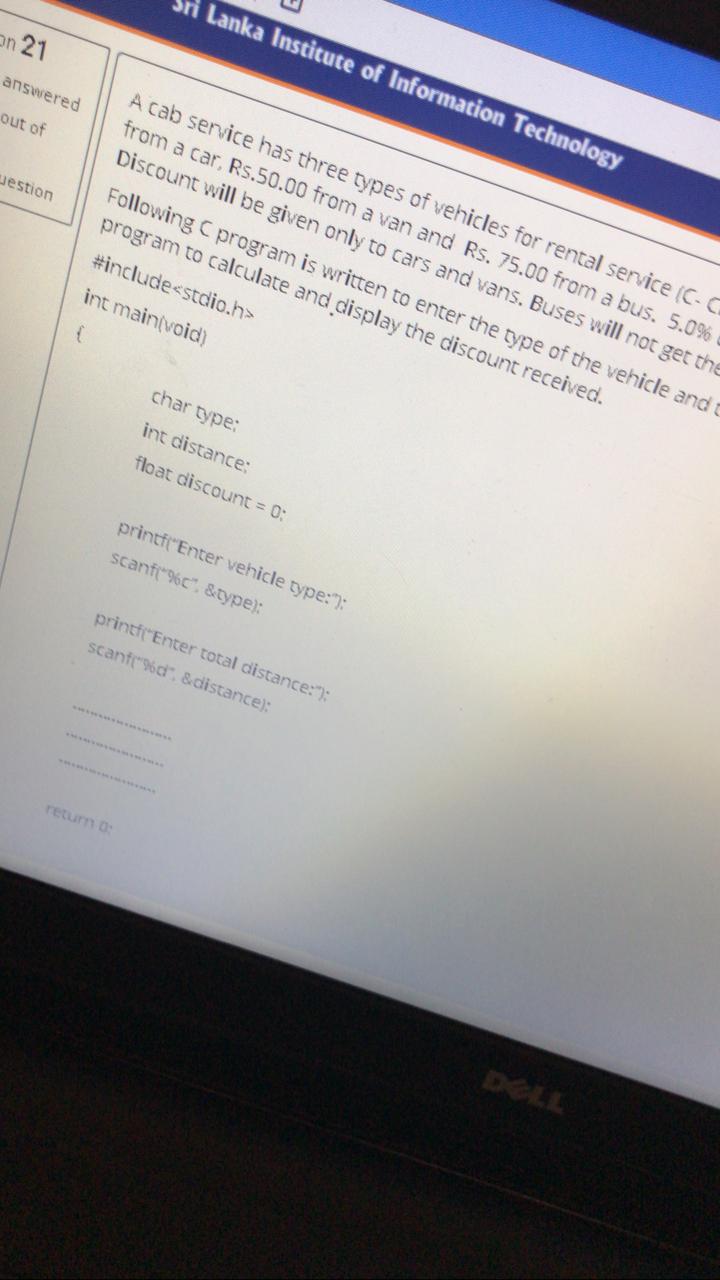 on 21
answered
out of
uestion
Sri Lanka Institute of Information Technology
A cab service has three types of vehicles for rental service (C-
from a car, Rs.50.00 from a van and Rs. 75.00 from a bus. 5.0%
Discount will be given only to cars and vans. Buses will not get the
Following C program is written to enter the type of the vehicle and t
program to calculate and display the discount received.
#include<stdio.h>
int main(void)
{
char type;
int distance;
float discount = 0;
printf("Enter vehicle type:");
scanf("%c", &type);
printf("Enter total distance:");
scanf("%d", &distance);
.....................
.....................
.....................
return 0;
DELL